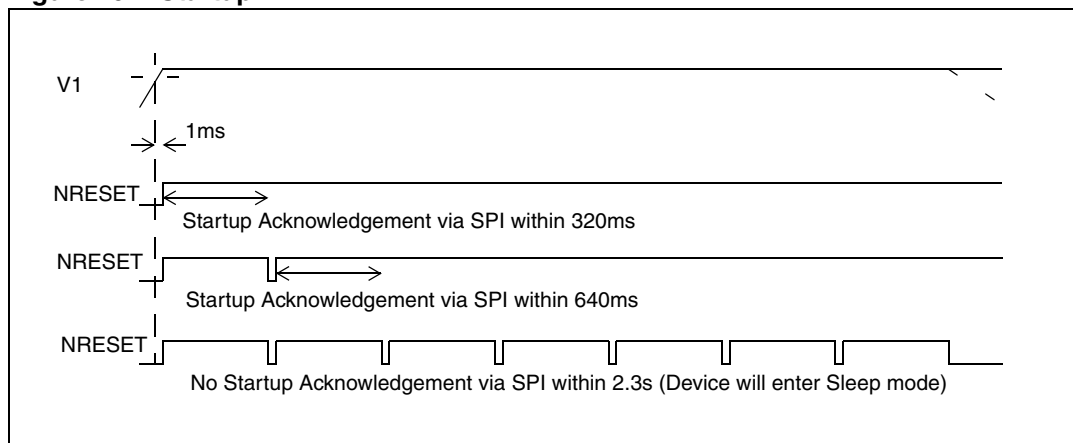 V1
1ms
NRESET
Startup Acknowledgement via SPI within 320ms
NRESET
Startup Acknowledgement via SPI within 640ms
NRESET
No Startup Acknowledgement via SPI within 2.3s (Device will enter Sleep mode)